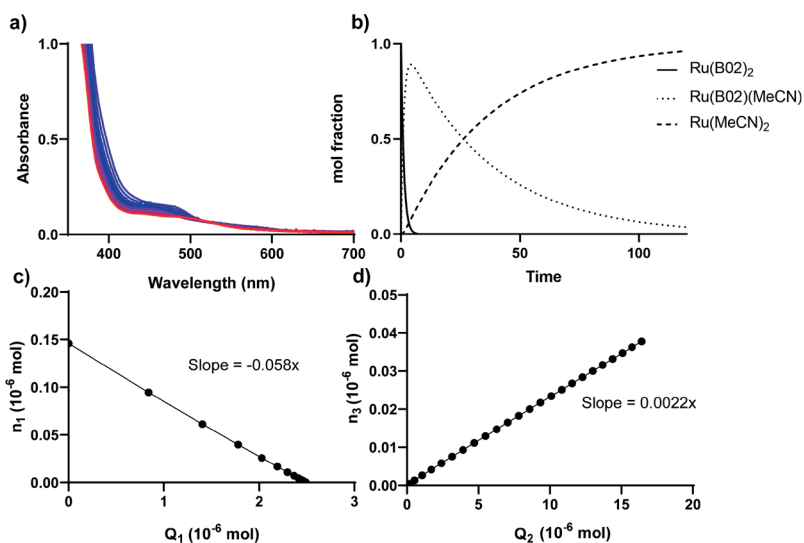 a)
1.0
0.5
0.0
Absorbance
400
500
600
700
Wavelength (nm)
b)
1.0
0.5
0.0
mol fraction
0
50
100
Time
Ru(B02)₂
Ru(B02)(MeCN)
Ru(MeCN)₂
c)
0.20
0.15
0.10
0.05
0.00
n₁ (10⁻⁶ mol)
Slope = -0.058x
0
1
2
3
Q₁ (10⁻⁶ mol)
d)
0.05
0.04
0.03
0.02
0.01
0.00
n₃ (10⁻⁶ mol)
Slope = 0.0022x
0
5
10
15
20
Q₂ (10⁻⁶ mol)